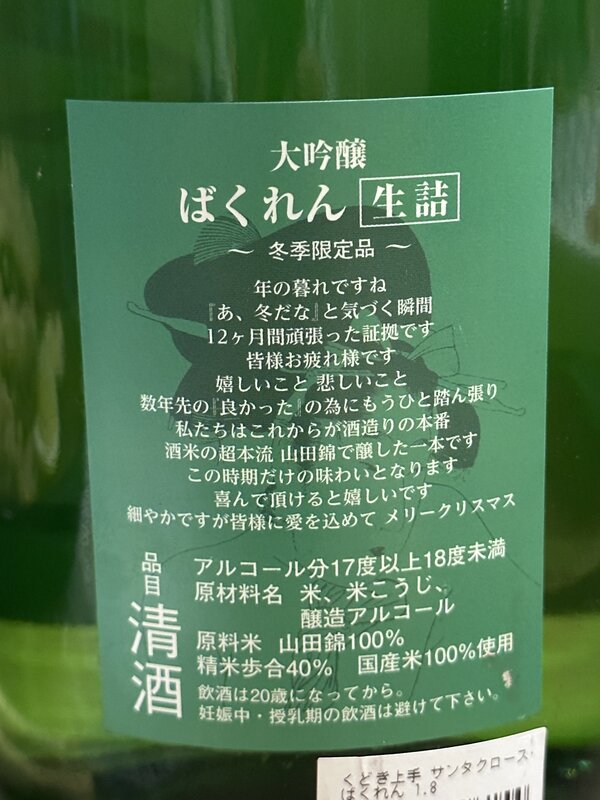 大吟醸
ばくれん 生詰
～ 冬季限定品 ～
年の暮れですね
『あ、冬だな』と気づく瞬間
12ヶ月間頑張った証拠です
皆様お疲れ様です
嬉しいこと 悲しいこと
数年先の『良かった』の為にもうひと踏ん張り
私たちはこれからが酒造りの本番
酒米の超本流 山田錦で醸した一本です
この時期だけの味わいとなります
喜んで頂けると嬉しいです
細やかですが皆様に愛を込めて メリークリスマス
品目 清酒
アルコール分17度以上18度未満
原材料名 米、米こうじ、
醸造アルコール
原料米 山田錦100%
精米歩合40% 国産米100%使用
飲酒は20歳になってから。
妊娠中・授乳期の飲酒は避けて下さい。
くどき上手 サンタクロース
ばくれん 1.8